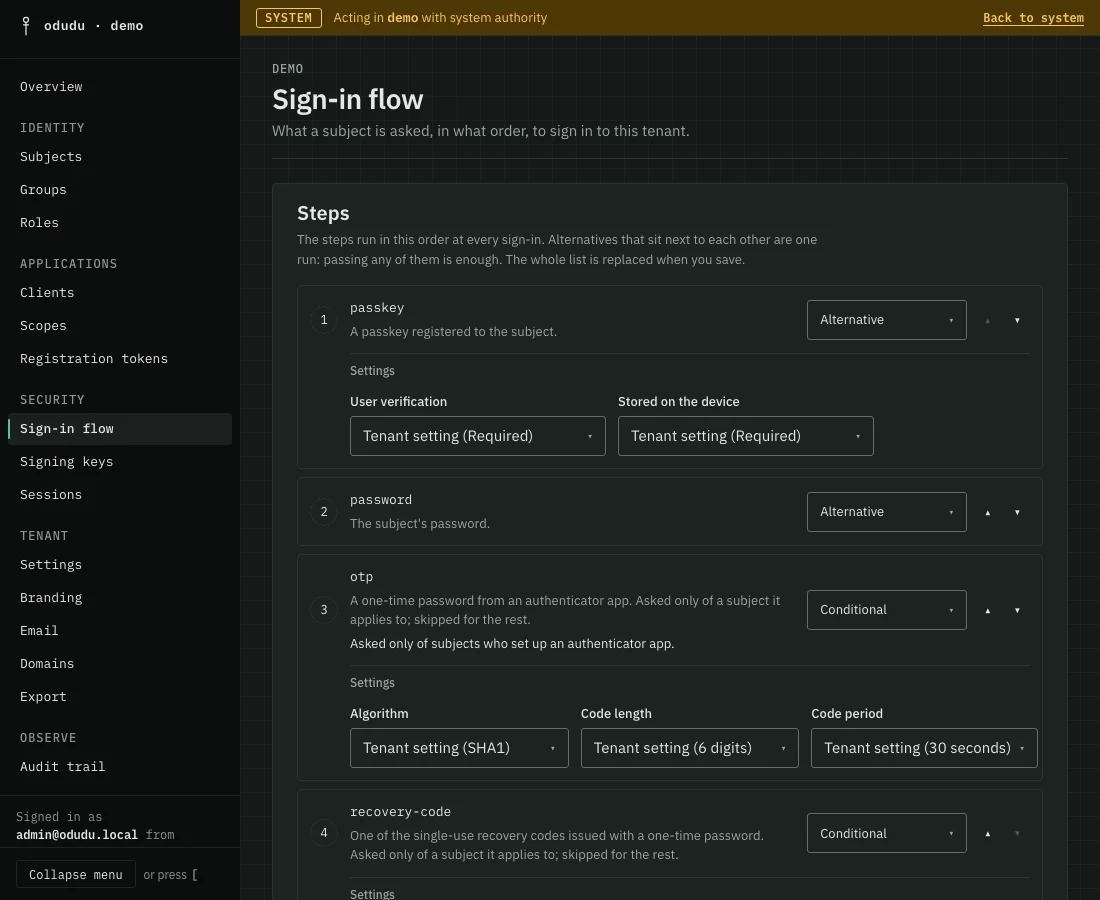 odudu · demo
SYSTEM Acting in demo with system authority Back to system
Overview
IDENTITY
Subjects
Groups
Roles
APPLICATIONS
Clients
Scopes
Registration tokens
SECURITY
Sign-in flow
Signing keys
Sessions
TENANT
Settings
Branding
Email
Domains
Export
OBSERVE
Audit trail
Signed in as
admin@odudu.local from
Collapse menu or press [
DEMO
Sign-in flow
What a subject is asked, in what order, to sign in to this tenant.
Steps
The steps run in this order at every sign-in. Alternatives that sit next to each other are one
run: passing any of them is enough. The whole list is replaced when you save.
1
passkey
A passkey registered to the subject.
Alternative
Settings
User verification Stored on the device
Tenant setting (Required) Tenant setting (Required)
2
password
The subject's password.
Alternative
3
otp
A one-time password from an authenticator app. Asked only of a subject it
applies to; skipped for the rest.
Asked only of subjects who set up an authenticator app.
Conditional
Settings
Algorithm Code length Code period
Tenant setting (SHA1) Tenant setting (6 digits) Tenant setting (30 seconds)
4
recovery-code
One of the single-use recovery codes issued with a one-time password.
Asked only of a subject it applies to; skipped for the rest.
Conditional
Settings